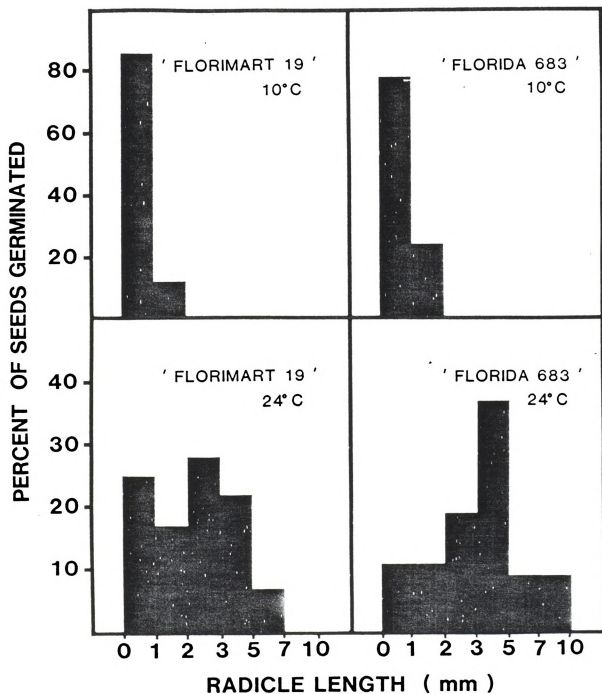 PERCENT OF SEEDS GERMINATED
80
60
40
20
' FLORIMART 19 '
10°C
' FLORIDA 683 '
10°C
40
30
20
10
' FLORIMART 19 '
24°C
' FLORIDA 683 '
24°C
0 1 2 3 5 7 10
0 1 2 3 5 7 10
RADICLE LENGTH ( mm )